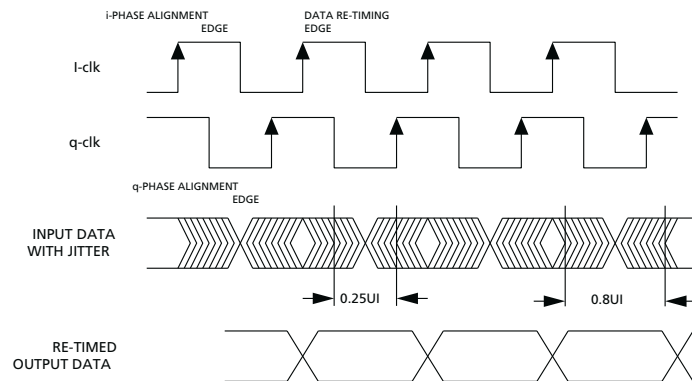 i-PHASE ALIGNMENT
EDGE
DATA RE-TIMING
EDGE
I-clk
q-clk
q-PHASE ALIGNMENT
EDGE
INPUT DATA
WITH JITTER
0.25UI
0.8UI
RE-TIMED
OUTPUT DATA